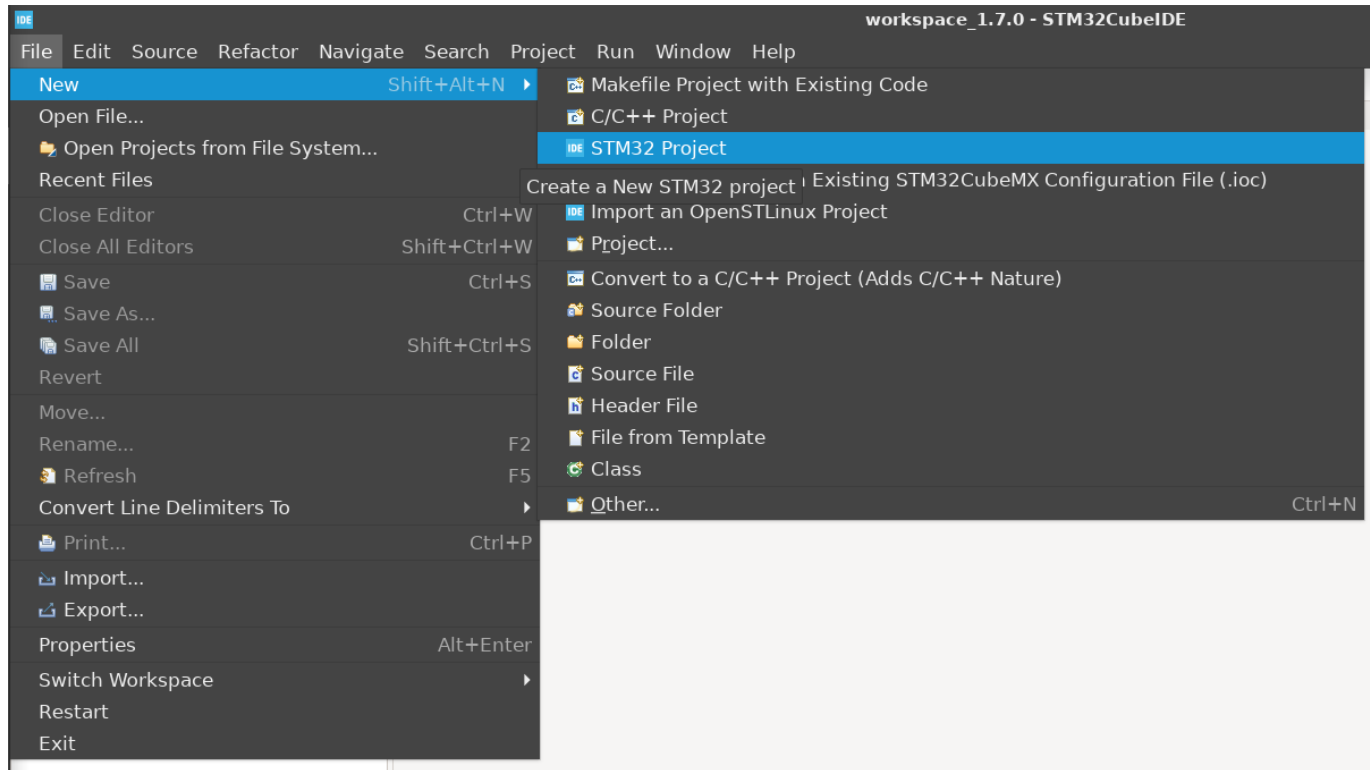 IDE workspace_1.7.0 - STM32CubeIDE
File Edit Source Refactor Navigate Search Project Run Window Help
New Shift+Alt+N
Open File...
Open Projects from File System...
Recent Files
Close Editor Ctrl+W
Close All Editors Shift+Ctrl+W
Save Ctrl+S
Save As...
Save All Shift+Ctrl+S
Revert
Move...
Rename... F2
Refresh F5
Convert Line Delimiters To
Print... Ctrl+P
Import...
Export...
Properties Alt+Enter
Switch Workspace
Restart
Exit
Makefile Project with Existing Code
C/C++ Project
IDE STM32 Project
Create a New STM32 project
Existing STM32CubeMX Configuration File (.ioc)
IDE Import an OpenSTLinux Project
Project...
Convert to a C/C++ Project (Adds C/C++ Nature)
Source Folder
Folder
Source File
Header File
File from Template
Class
Other... Ctrl+N